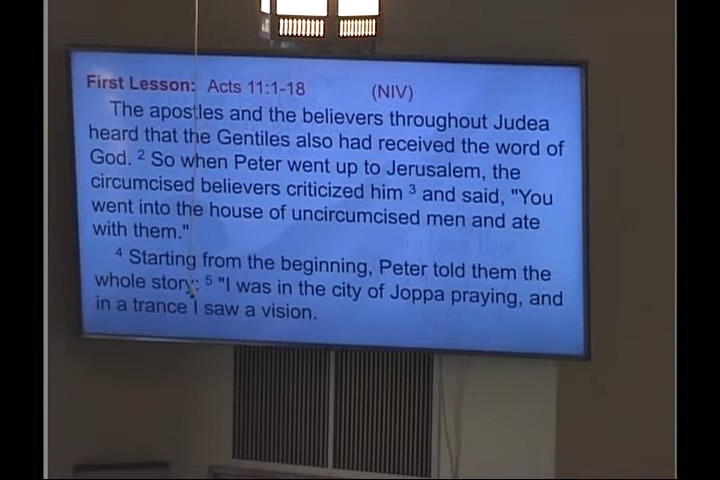 First Lesson: Acts 11:1-18 (NIV)
The apostles and the believers throughout Judea
heard that the Gentiles also had received the word of
God. 2 So when Peter went up to Jerusalem, the
circumcised believers criticized him 3 and said, "You
went into the house of uncircumcised men and ate
with them."
4 Starting from the beginning, Peter told them the
whole story: 5 "I was in the city of Joppa praying, and
in a trance I saw a vision.